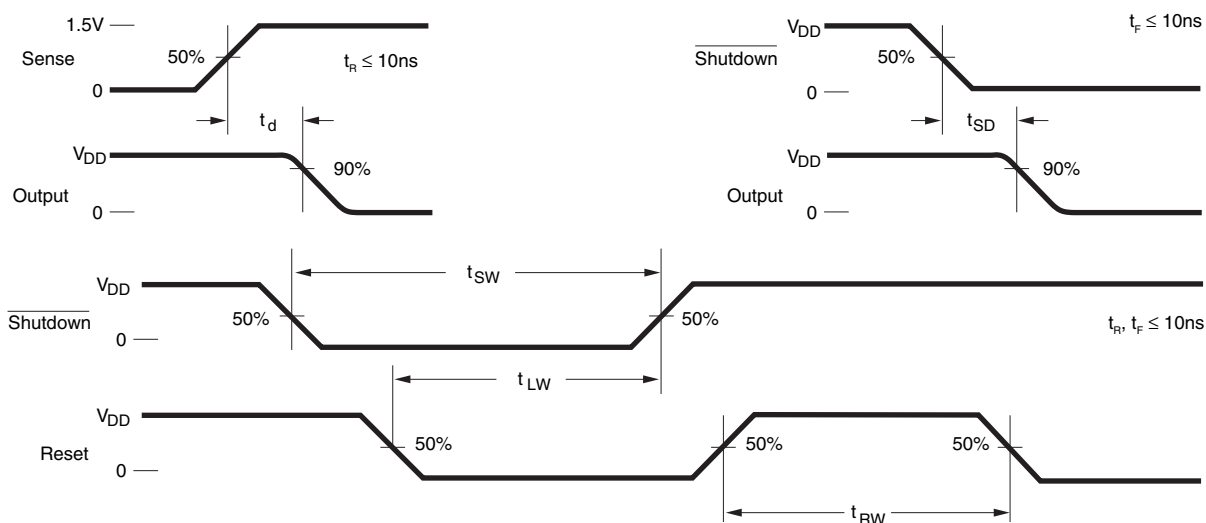 1.5V
Sense
50%
t_R ≤ 10ns
0
t_d
V_DD
90%
Output
0
V_DD
t_F ≤ 10ns
Shutdown
50%
0
t_SD
V_DD
90%
Output
0
t_SW
V_DD
Shutdown
50%
50%
t_R, t_F ≤ 10ns
0
t_LW
V_DD
Reset
50%
50%
50%
0
t_RW